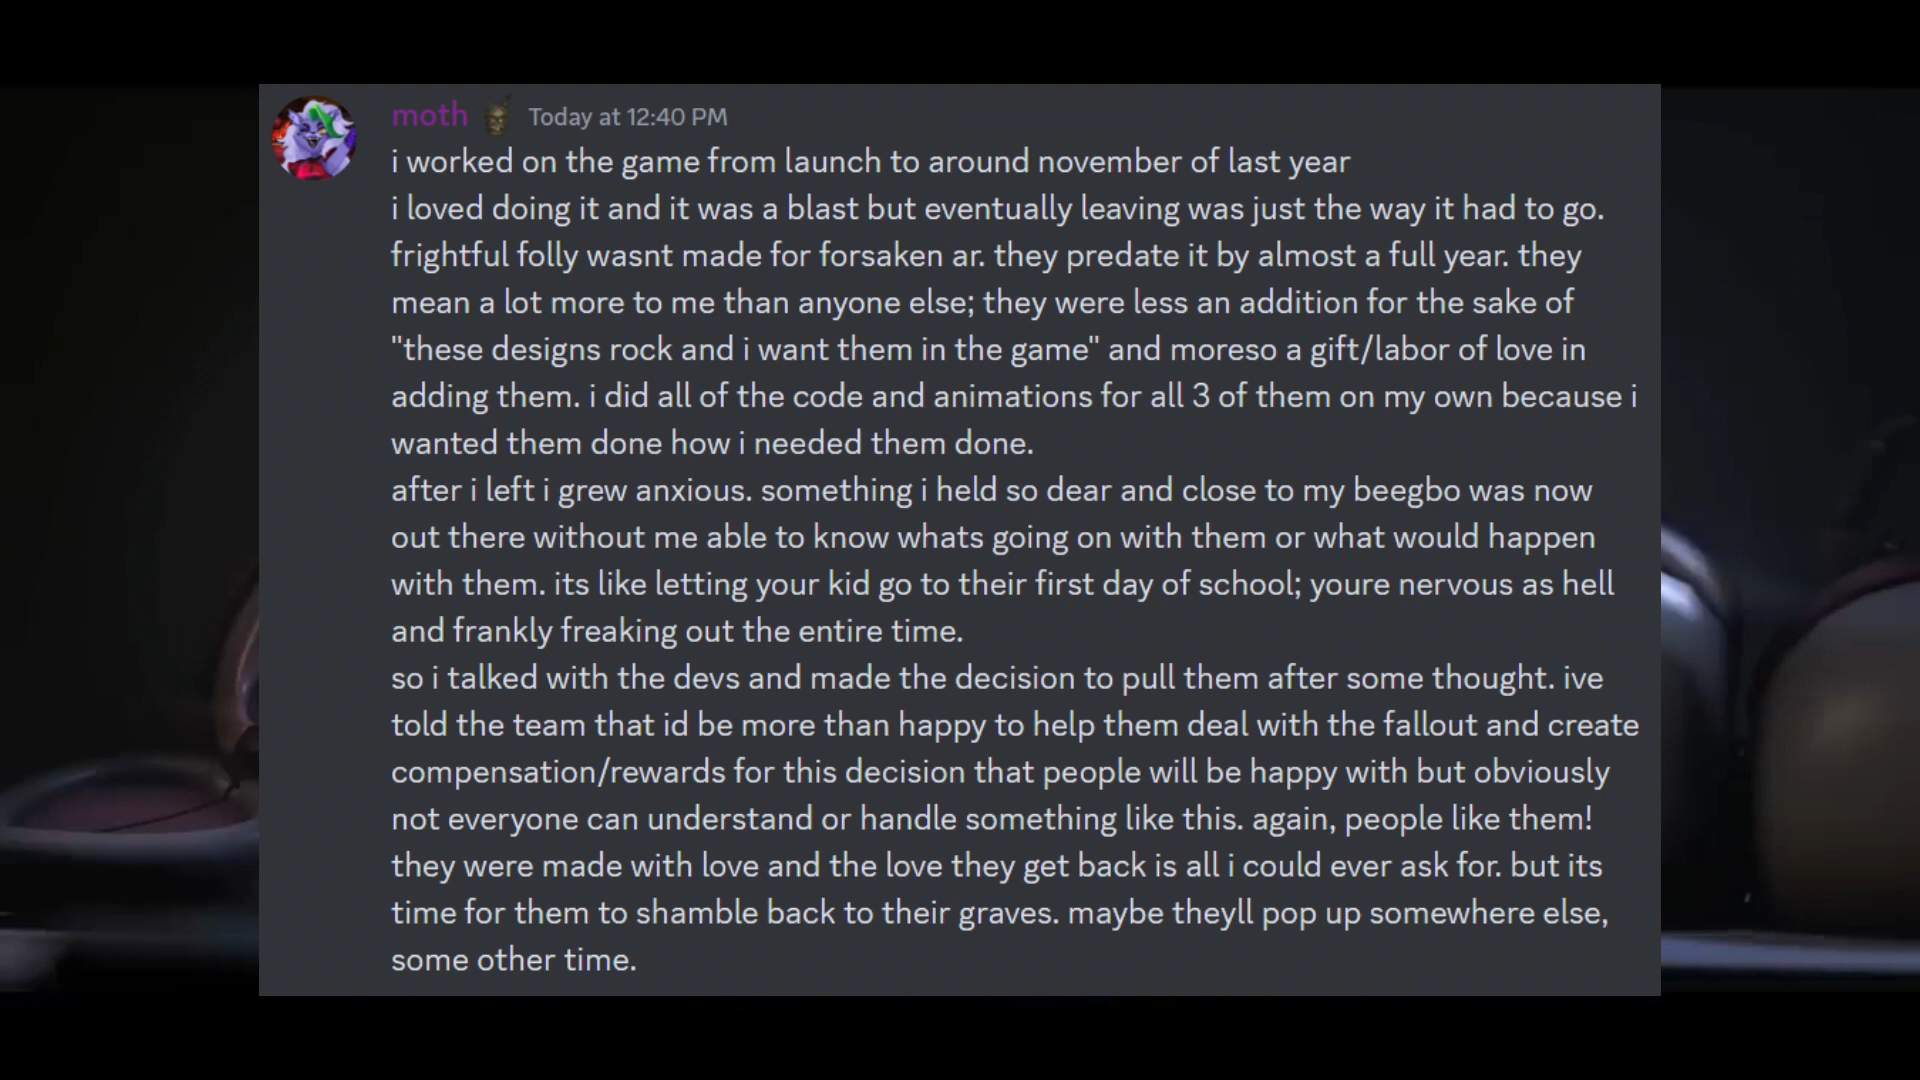 moth Today at 12:40 PM
i worked on the game from launch to around november of last year
i loved doing it and it was a blast but eventually leaving was just the way it had to go.
frightful folly wasnt made for forsaken ar. they predate it by almost a full year. they
mean a lot more to me than anyone else; they were less an addition for the sake of
"these designs rock and i want them in the game" and moreso a gift/labor of love in
adding them. i did all of the code and animations for all 3 of them on my own because i
wanted them done how i needed them done.
after i left i grew anxious. something i held so dear and close to my beegbo was now
out there without me able to know whats going on with them or what would happen
with them. its like letting your kid go to their first day of school; youre nervous as hell
and frankly freaking out the entire time.
so i talked with the devs and made the decision to pull them after some thought. ive
told the team that id be more than happy to help them deal with the fallout and create
compensation/rewards for this decision that people will be happy with but obviously
not everyone can understand or handle something like this. again, people like them!
they were made with love and the love they get back is all i could ever ask for. but its
time for them to shamble back to their graves. maybe theyll pop up somewhere else,
some other time.